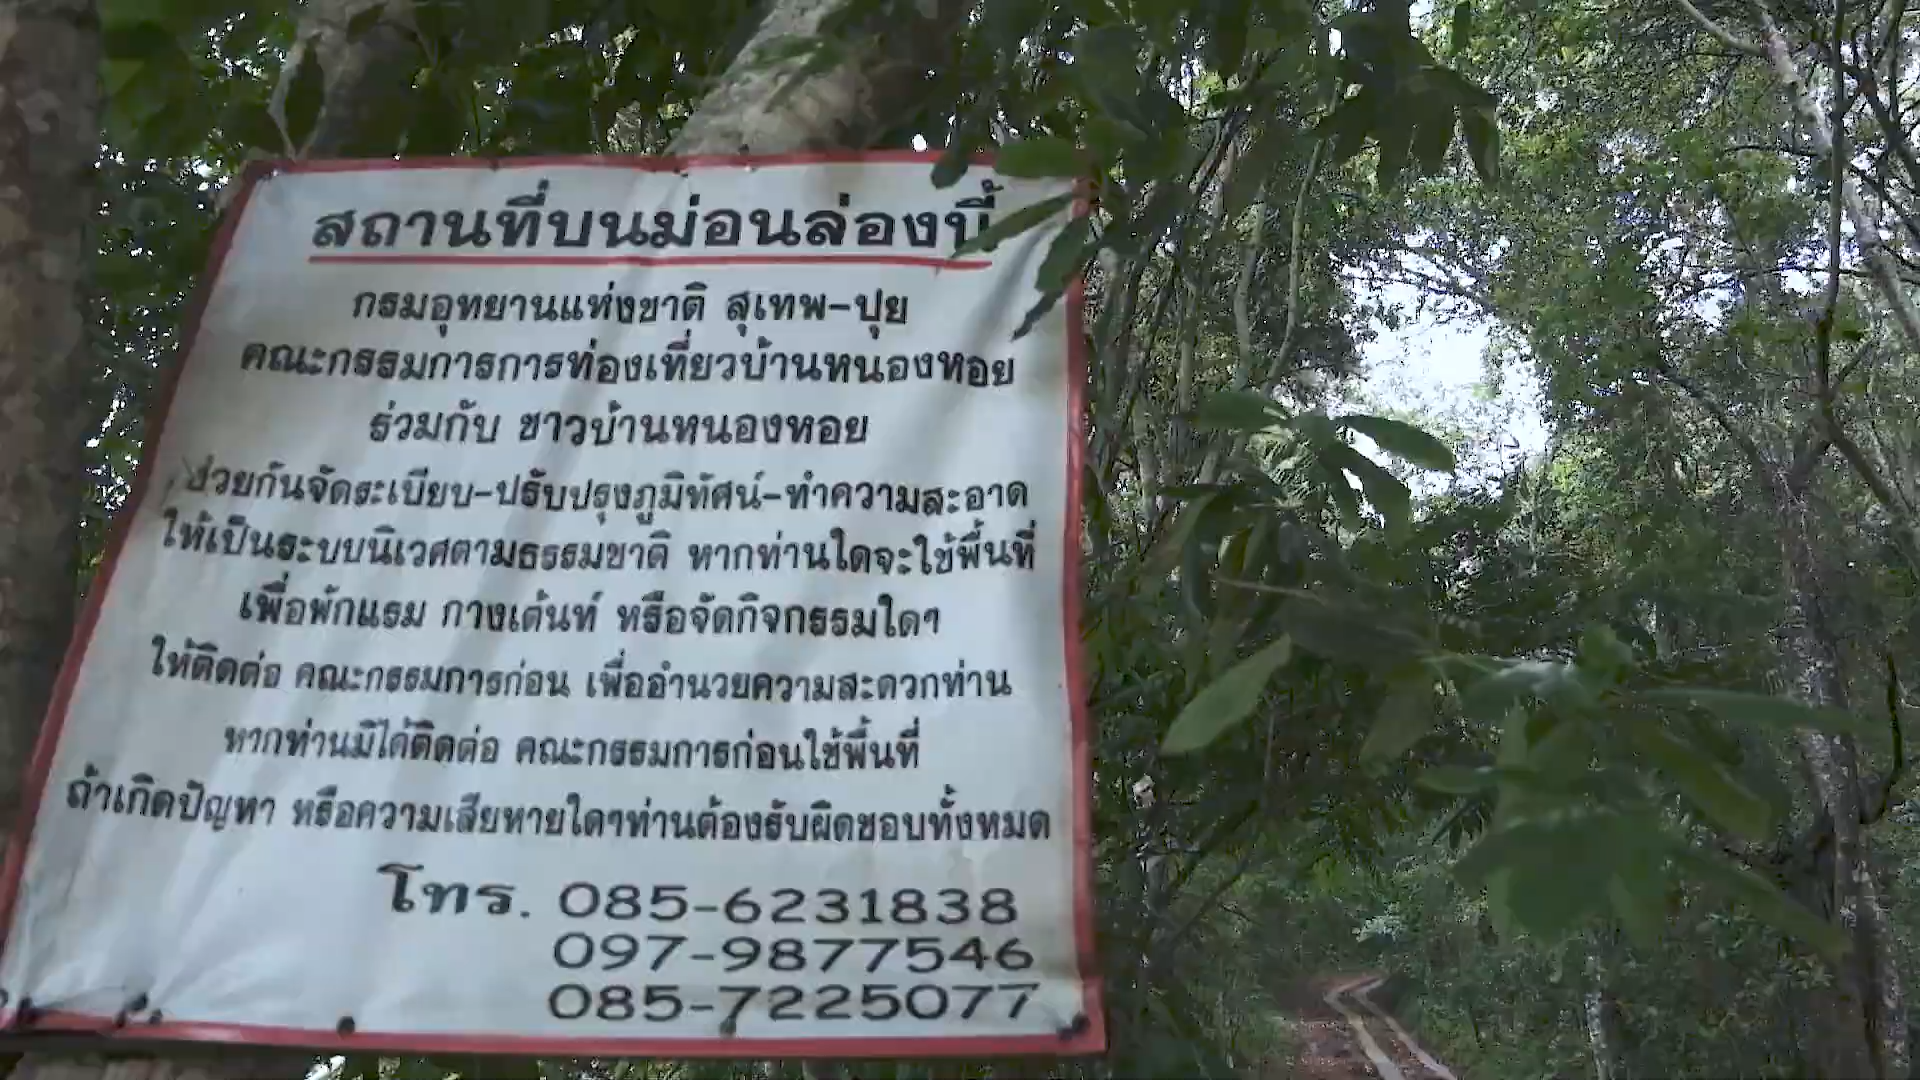 สถานที่บนม่อนล่องนี้
กรมอุทยานแห่งชาติ สุเทพ-ปุย
คณะกรรมการการท่องเที่ยวบ้านหนองหอย
ร่วมกับ ชาวบ้านหนองหอย
ช่วยกันจัดระเบียบ-ปรับปรุงภูมิทัศน์-ทำความสะอาด
ให้เป็นระบบนิเวศตามธรรมชาติ หากท่านใดจะใช้พื้นที่
เพื่อพักแรม กางเต้นท์ หรือจัดกิจกรรมใดๆ
ให้ติดต่อ คณะกรรมการก่อน เพื่ออำนวยความสะดวกท่าน
หากท่านมิได้ติดต่อ คณะกรรมการก่อนใช้พื้นที่
ถ้าเกิดปัญหา หรือความเสียหายใดๆท่านต้องรับผิดชอบทั้งหมด
โทร. 085-6231838
097-9877546
085-7225077